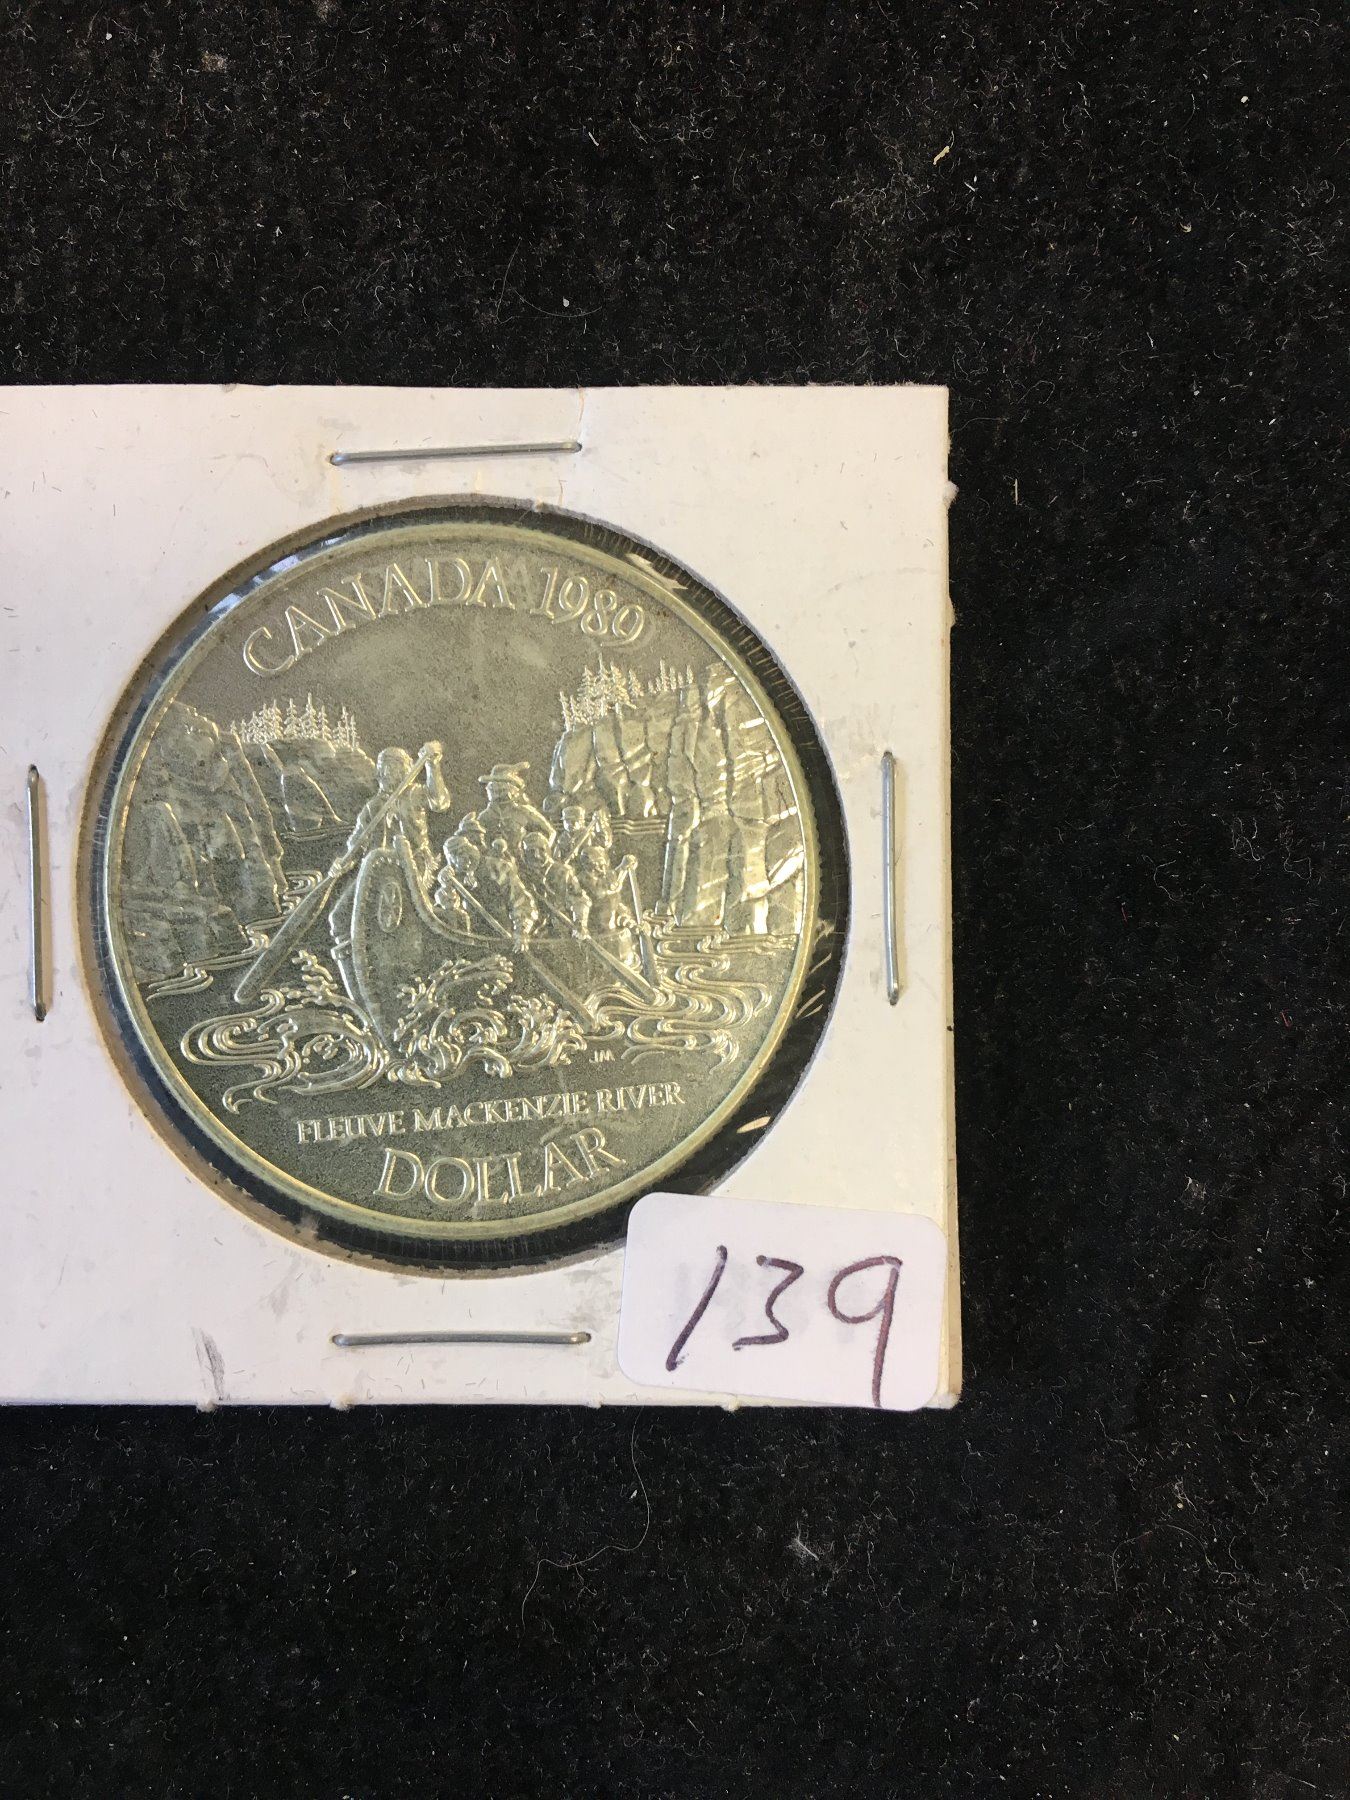 CANADA 1989
JM
FLEUVE MACKENZIE RIVER
DOLLAR
139